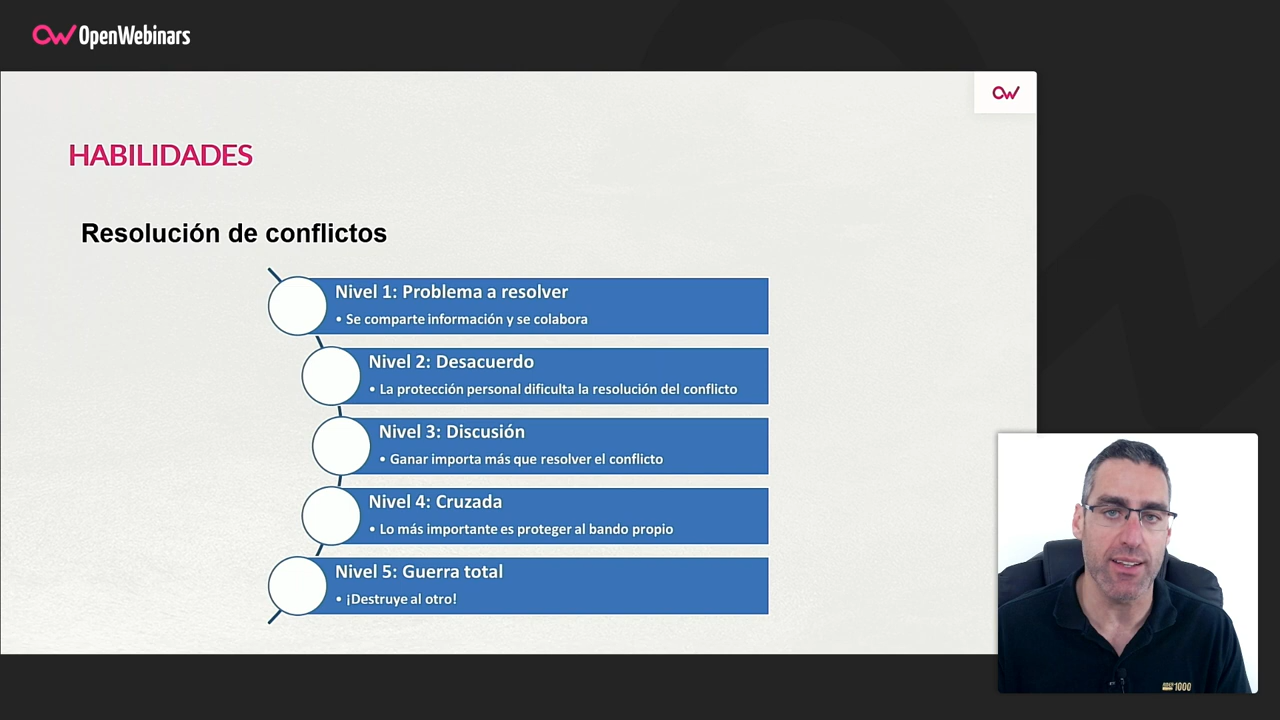 OpenWebinars
HABILIDADES
Resolución de conflictos
Nivel 1: Problema a resolver
• Se comparte información y se colabora
Nivel 2: Desacuerdo
• La protección personal dificulta la resolución del conflicto
Nivel 3: Discusión
• Ganar importa más que resolver el conflicto
Nivel 4: Cruzada
• Lo más importante es proteger al bando propio
Nivel 5: Guerra total
• ¡Destruye al otro!
1000